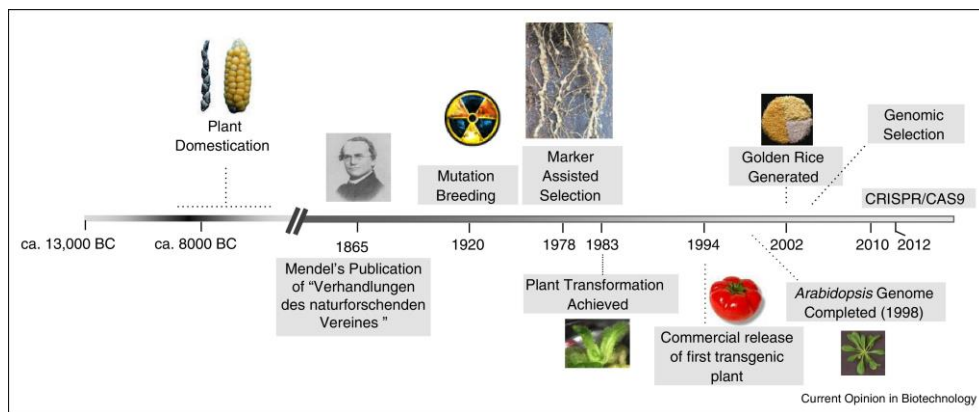 Plant
Domestication
Mutation
Breeding
Marker
Assisted
Selection
Golden Rice
Generated
Genomic
Selection
CRISPR/CAS9
ca. 13,000 BC
ca. 8000 BC
1865
1920
1978
1983
1994
2002
2010
2012
Mendel's Publication
of “Verhandlungen
des naturforschenden
Vereines ”
Plant Transformation
Achieved
Commercial release
of first transgenic
plant
Arabidopsis Genome
Completed (1998)
Current Opinion in Biotechnology